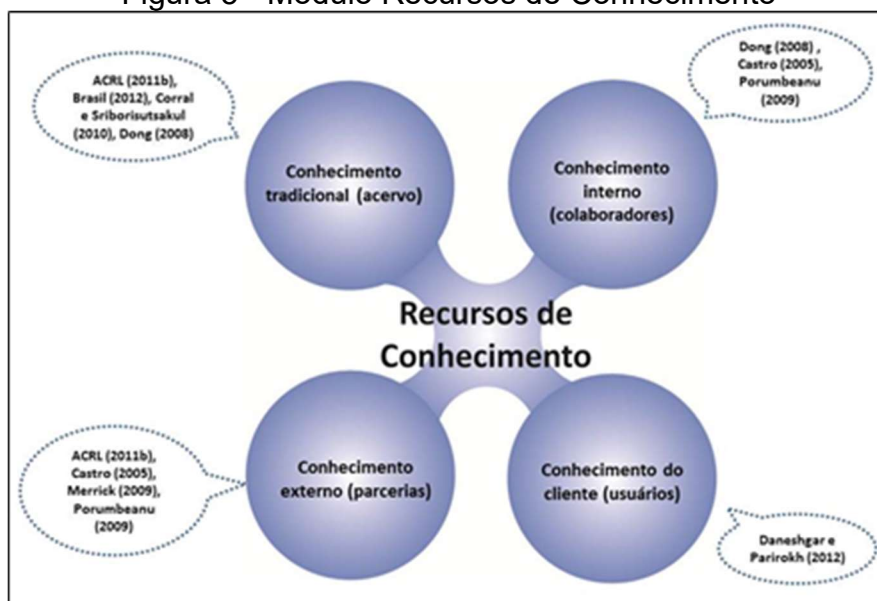 Figura 3 - Módulo Recursos de Conhecimento
ACRL (2011b),
Brasil (2012), Corral
e Sriborisutsakul
(2010), Dong (2008)
Conhecimento
tradicional (acervo)
Dong (2008) ,
Castro (2005),
Porumbeanu
(2009)
Conhecimento
interno
(colaboradores)
Recursos de
Conhecimento
ACRL (2011b),
Castro (2005),
Merrick (2009),
Porumbeanu
(2009)
Conhecimento
externo (parcerias)
Conhecimento do
cliente (usuários)
Daneshgar e
Parirokh (2012)